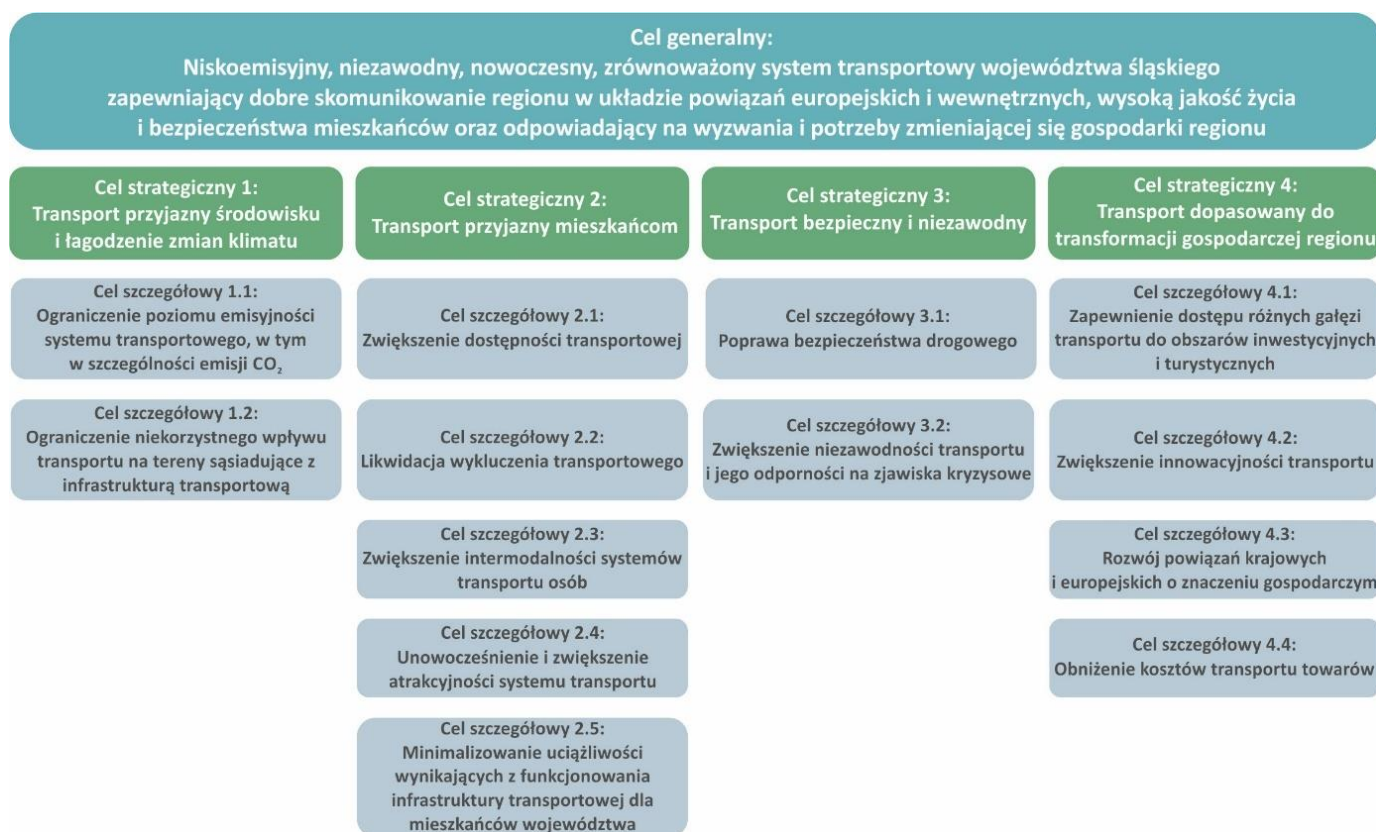 Cel generalny:
Niskoemisyjny, niezawodny, nowoczesny, zrównoważony system transportowy województwa śląskiego
zapewniający dobre skomunikowanie regionu w układzie powiązań europejskich i wewnętrznych, wysoką jakość życia
i bezpieczeństwa mieszkańców oraz odpowiadający na wyzwania i potrzeby zmieniającej się gospodarki regionu
Cel strategiczny 1:
Transport przyjazny środowisku
i łagodzenie zmian klimatu
Cel szczegółowy 1.1:
Ograniczenie poziomu emisyjności
systemu transportowego, w tym
w szczególności emisji CO₂
Cel szczegółowy 1.2:
Ograniczenie niekorzystnego wpływu
transportu na tereny sąsiadujące z
infrastrukturą transportową
Cel strategiczny 2:
Transport przyjazny mieszkańcom
Cel szczegółowy 2.1:
Zwiększenie dostępności transportowej
Cel szczegółowy 2.2:
Likwidacja wykluczenia transportowego
Cel szczegółowy 2.3:
Zwiększenie intermodalności systemów
transportu osób
Cel szczegółowy 2.4:
Unowocześnienie i zwiększenie
atrakcyjności systemu transportu
Cel szczegółowy 2.5:
Minimalizowanie uciążliwości
wynikających z funkcjonowania
infrastruktury transportowej dla
mieszkańców województwa
Cel strategiczny 3:
Transport bezpieczny i niezawodny
Cel szczegółowy 3.1:
Poprawa bezpieczeństwa drogowego
Cel szczegółowy 3.2:
Zwiększenie niezawodności transportu
i jego odporności na zjawiska kryzysowe
Cel strategiczny 4:
Transport dopasowany do
transformacji gospodarczej regionu
Cel szczegółowy 4.1:
Zapewnienie dostępu różnych gałęzi
transportu do obszarów inwestycyjnych
i turystycznych
Cel szczegółowy 4.2:
Zwiększenie innowacyjności transportu
Cel szczegółowy 4.3:
Rozwój powiązań krajowych
i europejskich o znaczeniu gospodarczym
Cel szczegółowy 4.4:
Obniżenie kosztów transportu towarów